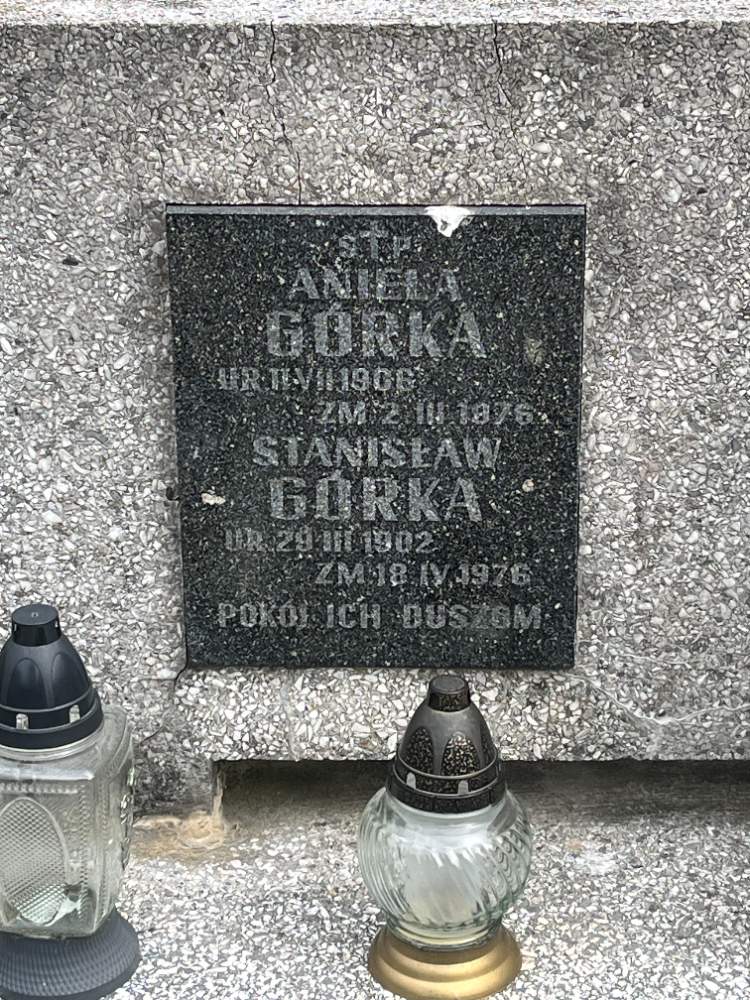 Ś†P
ANIELA
GÓRKA
UR. 11 VII 1906
ZM 2 III 1976
STANISŁAW
GÓRKA
UR. 29 III 1902
ZM 18 IV 1976
POKÓJ ICH DUSZOM